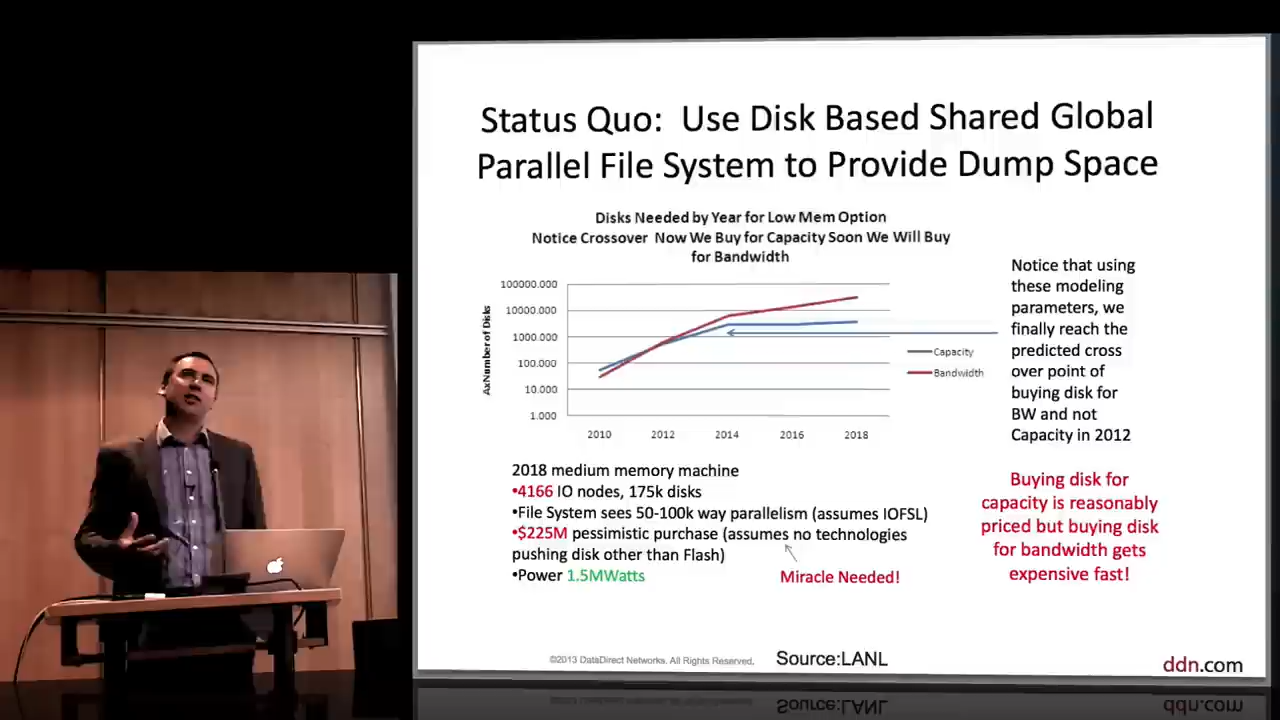 Status Quo: Use Disk Based Shared Global
Parallel File System to Provide Dump Space
Disks Needed by Year for Low Mem Option
Notice Crossover Now We Buy for Capacity Soon We Will Buy
for Bandwidth
AxNumber of Disks
100000.000
10000.000
1000.000
100.000
10.000
1.000
2010 2012 2014 2016 2018
Capacity
Bandwidth
Notice that using
these modeling
parameters, we
finally reach the
predicted cross
over point of
buying disk for
BW and not
Capacity in 2012
2018 medium memory machine
•4166 IO nodes, 175k disks
•File System sees 50-100k way parallelism (assumes IOFSL)
•$225M pessimistic purchase (assumes no technologies
pushing disk other than Flash)
•Power 1.5MWatts
Miracle Needed!
Buying disk for
capacity is reasonably
priced but buying disk
for bandwidth gets
expensive fast!
©2013 DataDirect Networks. All Rights Reserved.
Source:LANL
ddn.com